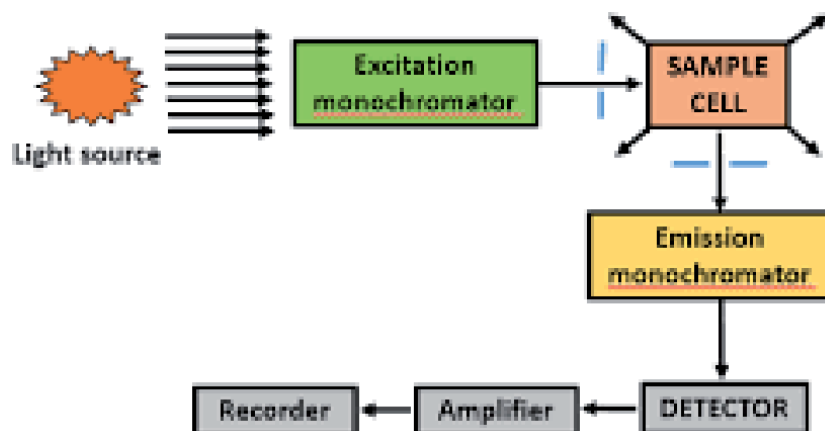 Light source
Excitation
monochromator
SAMPLE
CELL
Emission
monochromator
DETECTOR
Amplifier
Recorder